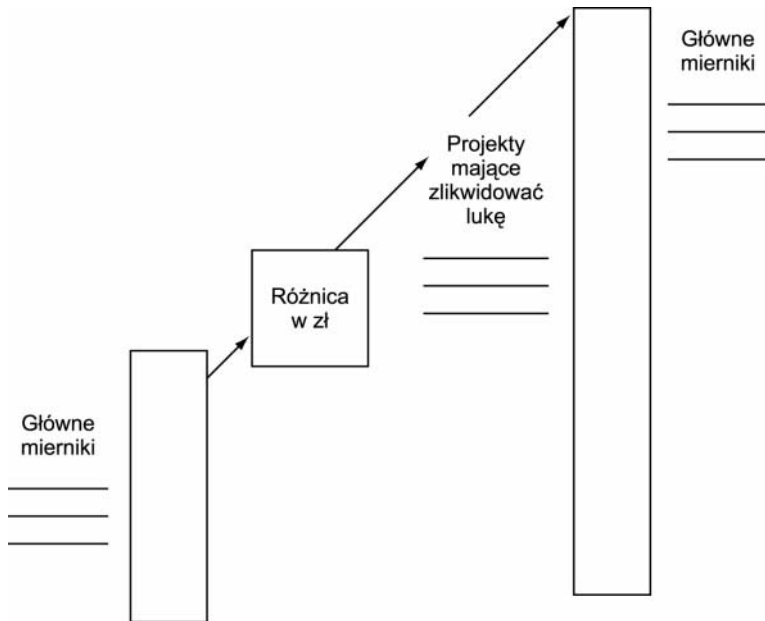 Główne
mierniki
Różnica
w zł
Projekty
mające
zlikwidować
lukę
Główne
mierniki